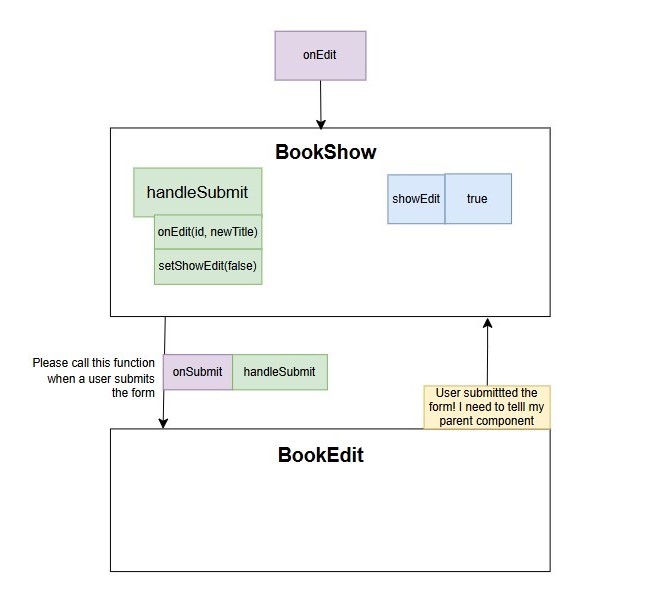 onEdit
BookShow
handleSubmit
onEdit(id, newTitle)
setShowEdit(false)
showEdit
true
Please call this function
when a user submits
the form
onSubmit
handleSubmit
User submittted the
form! I need to telll my
parent component
BookEdit